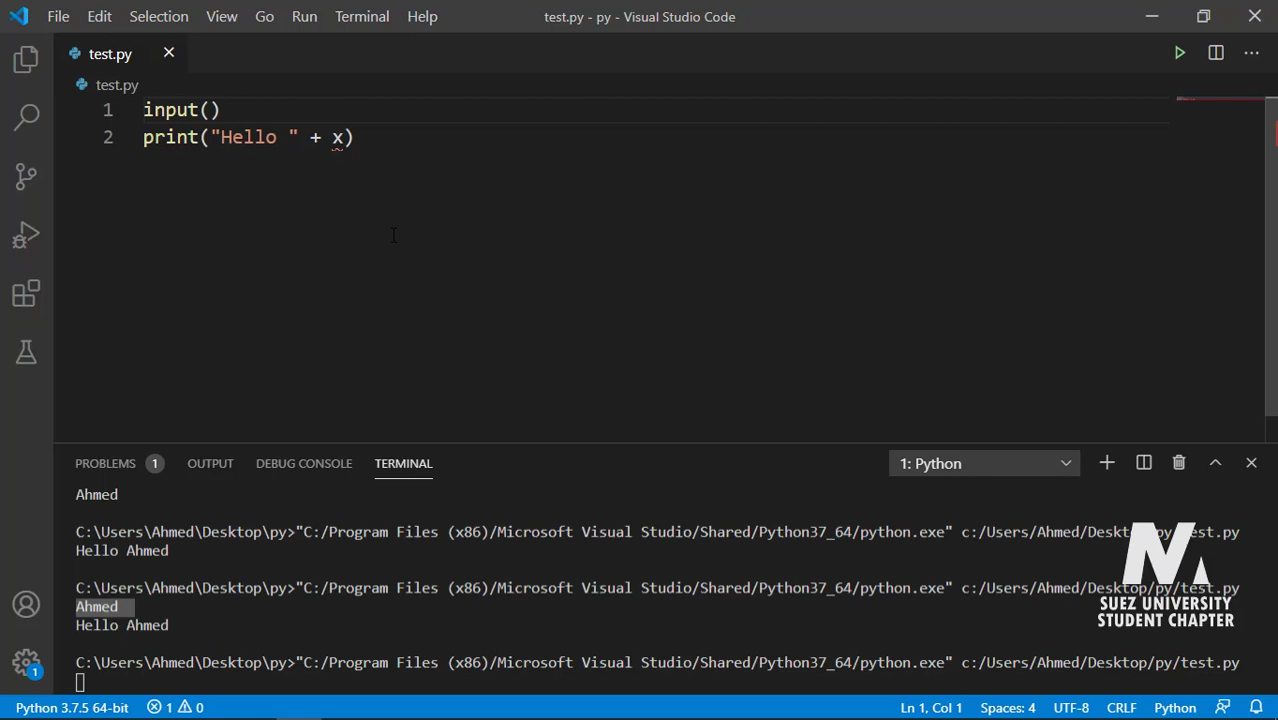 File Edit Selection View Go Run Terminal Help test.py - py - Visual Studio Code
test.py
test.py
1 input()
2 print("Hello " + x)
PROBLEMS 1 OUTPUT DEBUG CONSOLE TERMINAL 1: Python
Ahmed
C:\Users\Ahmed\Desktop\py>"C:/Program Files (x86)/Microsoft Visual Studio/Shared/Python37_64/python.exe" c:/Users/Ahmed/Desktop/py/test.py
Hello Ahmed
C:\Users\Ahmed\Desktop\py>"C:/Program Files (x86)/Microsoft Visual Studio/Shared/Python37_64/python.exe" c:/Users/Ahmed/Desktop/py/test.py
Ahmed
Hello Ahmed
C:\Users\Ahmed\Desktop\py>"C:/Program Files (x86)/Microsoft Visual Studio/Shared/Python37_64/python.exe" c:/Users/Ahmed/Desktop/py/test.py
SUEZ UNIVERSITY
STUDENT CHAPTER
1
Python 3.7.5 64-bit 1 0 Ln 1, Col 1 Spaces: 4 UTF-8 CRLF Python